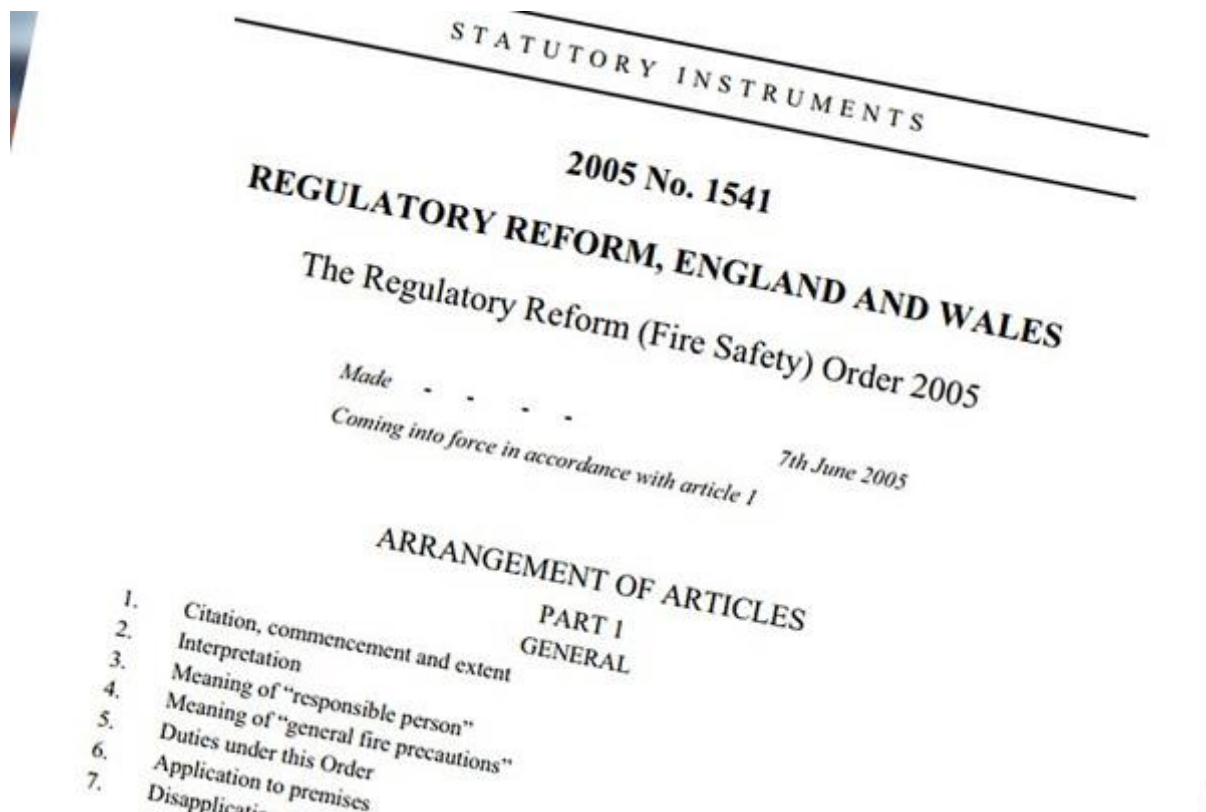 STATUTORY INSTRUMENTS
2005 No. 1541
REGULATORY REFORM, ENGLAND AND WALES
The Regulatory Reform (Fire Safety) Order 2005
Made - - - - 7th June 2005
Coming into force in accordance with article 1
ARRANGEMENT OF ARTICLES
PART 1
GENERAL
1. Citation, commencement and extent
2. Interpretation
3. Meaning of “responsible person”
4. Meaning of “general fire precautions”
5. Duties under this Order
6. Application to premises
7.